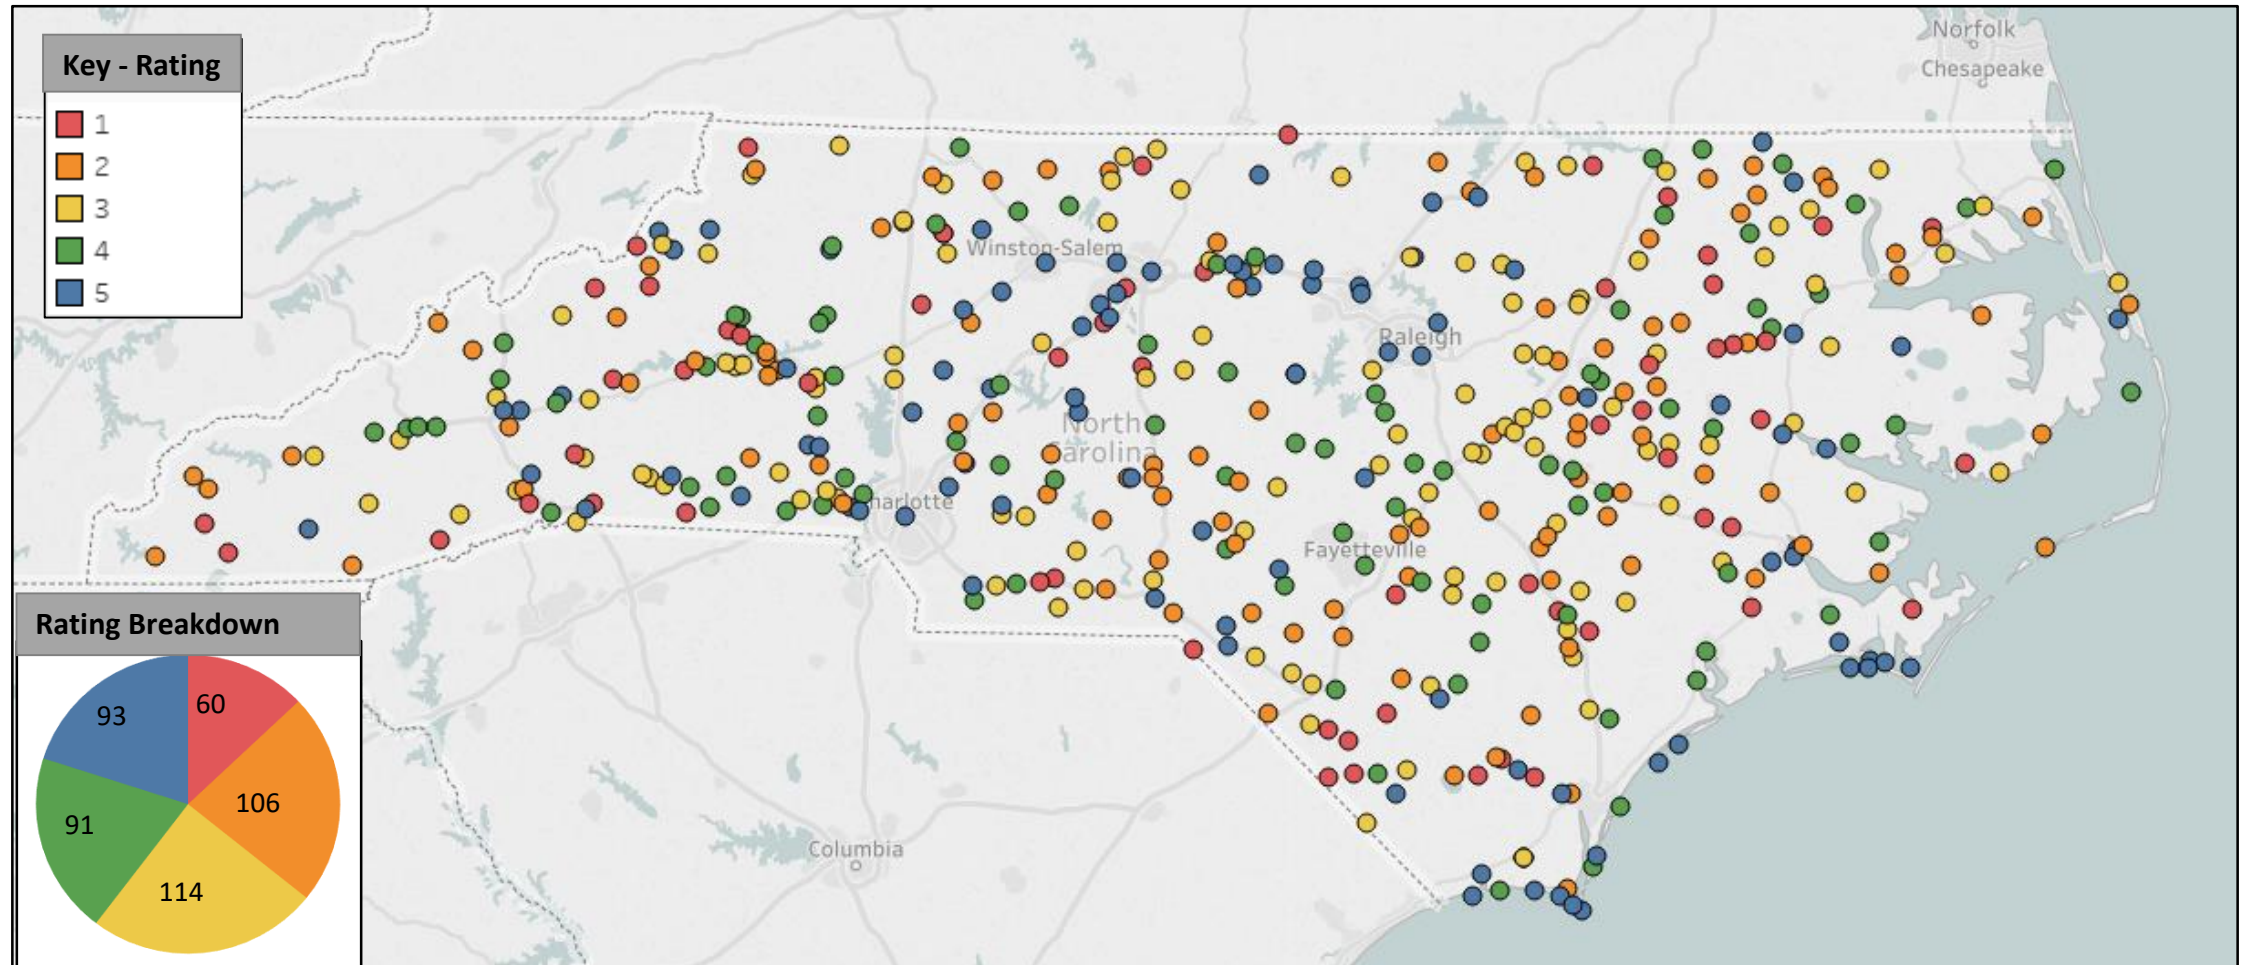 Key - Rating
1
2
3
4
5
Norfolk
Chesapeake
Winston-Salem
Raleigh
North
Carolina
Charlotte
Fayetteville
Columbia
Rating Breakdown
60
93
106
91
114